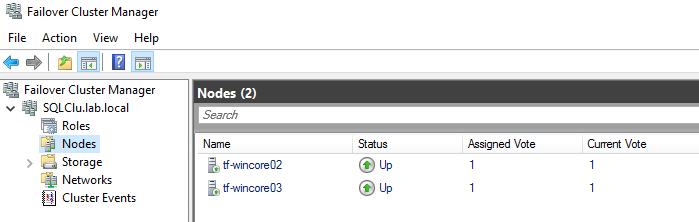 Failover Cluster Manager
File Action View Help
Failover Cluster Manager
SQLClu.lab.local
Roles
Nodes
Storage
Networks
Cluster Events
Nodes (2)
Search
Name Status Assigned Vote Current Vote
tf-wincore02 Up 1 1
tf-wincore03 Up 1 1